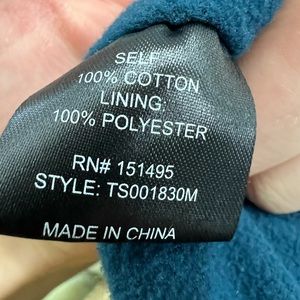 SELF:
100% COTTON
LINING:
100% POLYESTER
RN# 151495
STYLE: TS001830M
MADE IN CHINA